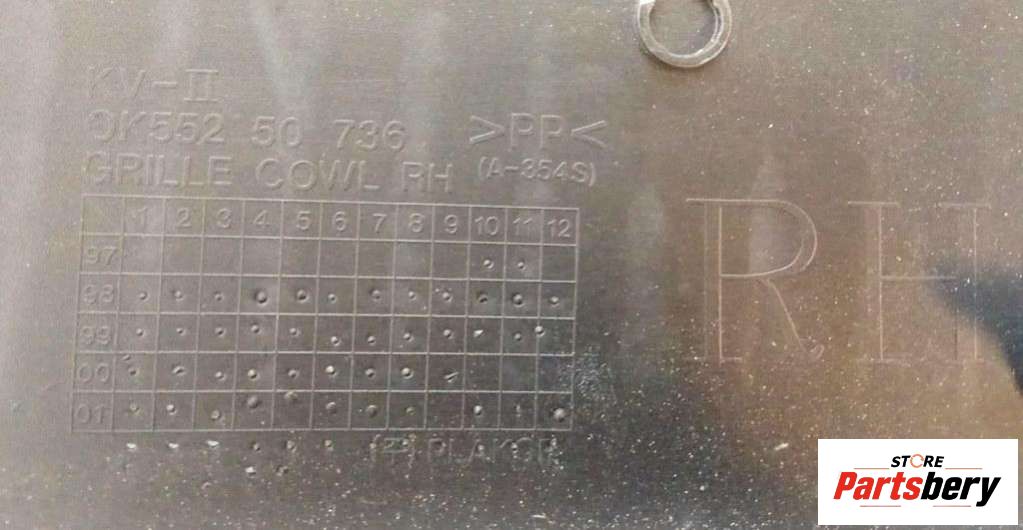 KV-II
0K552 50 736 >PP<
GRILLE COWL RH (A-354S)
1 2 3 4 5 6 7 8 9 10 11 12
97
98
99
00
01
PLAKOR
RH
STORE
Partsbery